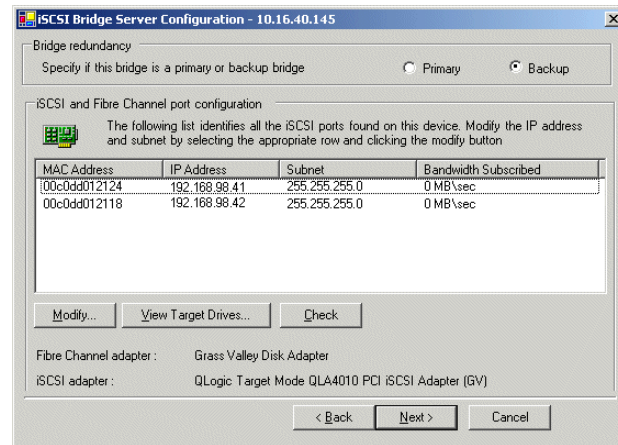 iSCSI Bridge Server Configuration - 10.16.40.145
Bridge redundancy
Specify if this bridge is a primary or backup bridge Primary Backup
iSCSI and Fibre Channel port configuration
The following list identifies all the iSCSI ports found on this device. Modify the IP address
and subnet by selecting the appropriate row and clicking the modify button
MAC Address IP Address Subnet Bandwidth Subscribed
00c0dd012124 192.168.98.41 255.255.255.0 0 MB\sec
00c0dd012118 192.168.98.42 255.255.255.0 0 MB\sec
Modify... View Target Drives... Check
Fibre Channel adapter : Grass Valley Disk Adapter
iSCSI adapter : QLogic Target Mode QLA4010 PCI iSCSI Adapter (GV)
< Back Next > Cancel